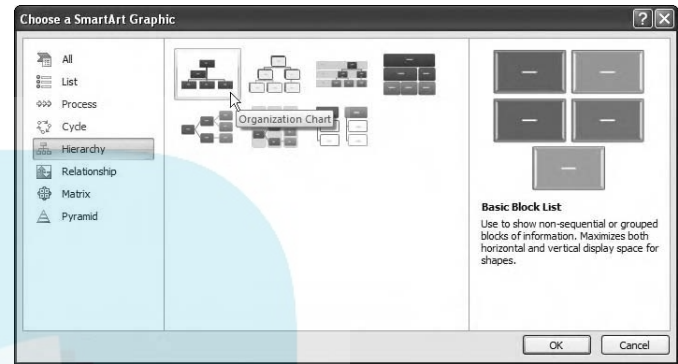 Choose a SmartArt Graphic
All
List
Process
Cycle
Hierarchy
Relationship
Matrix
Pyramid
Organization Chart
Basic Block List
Use to show non-sequential or grouped
blocks of information. Maximizes both
horizontal and vertical display space for
shapes.
OK
Cancel